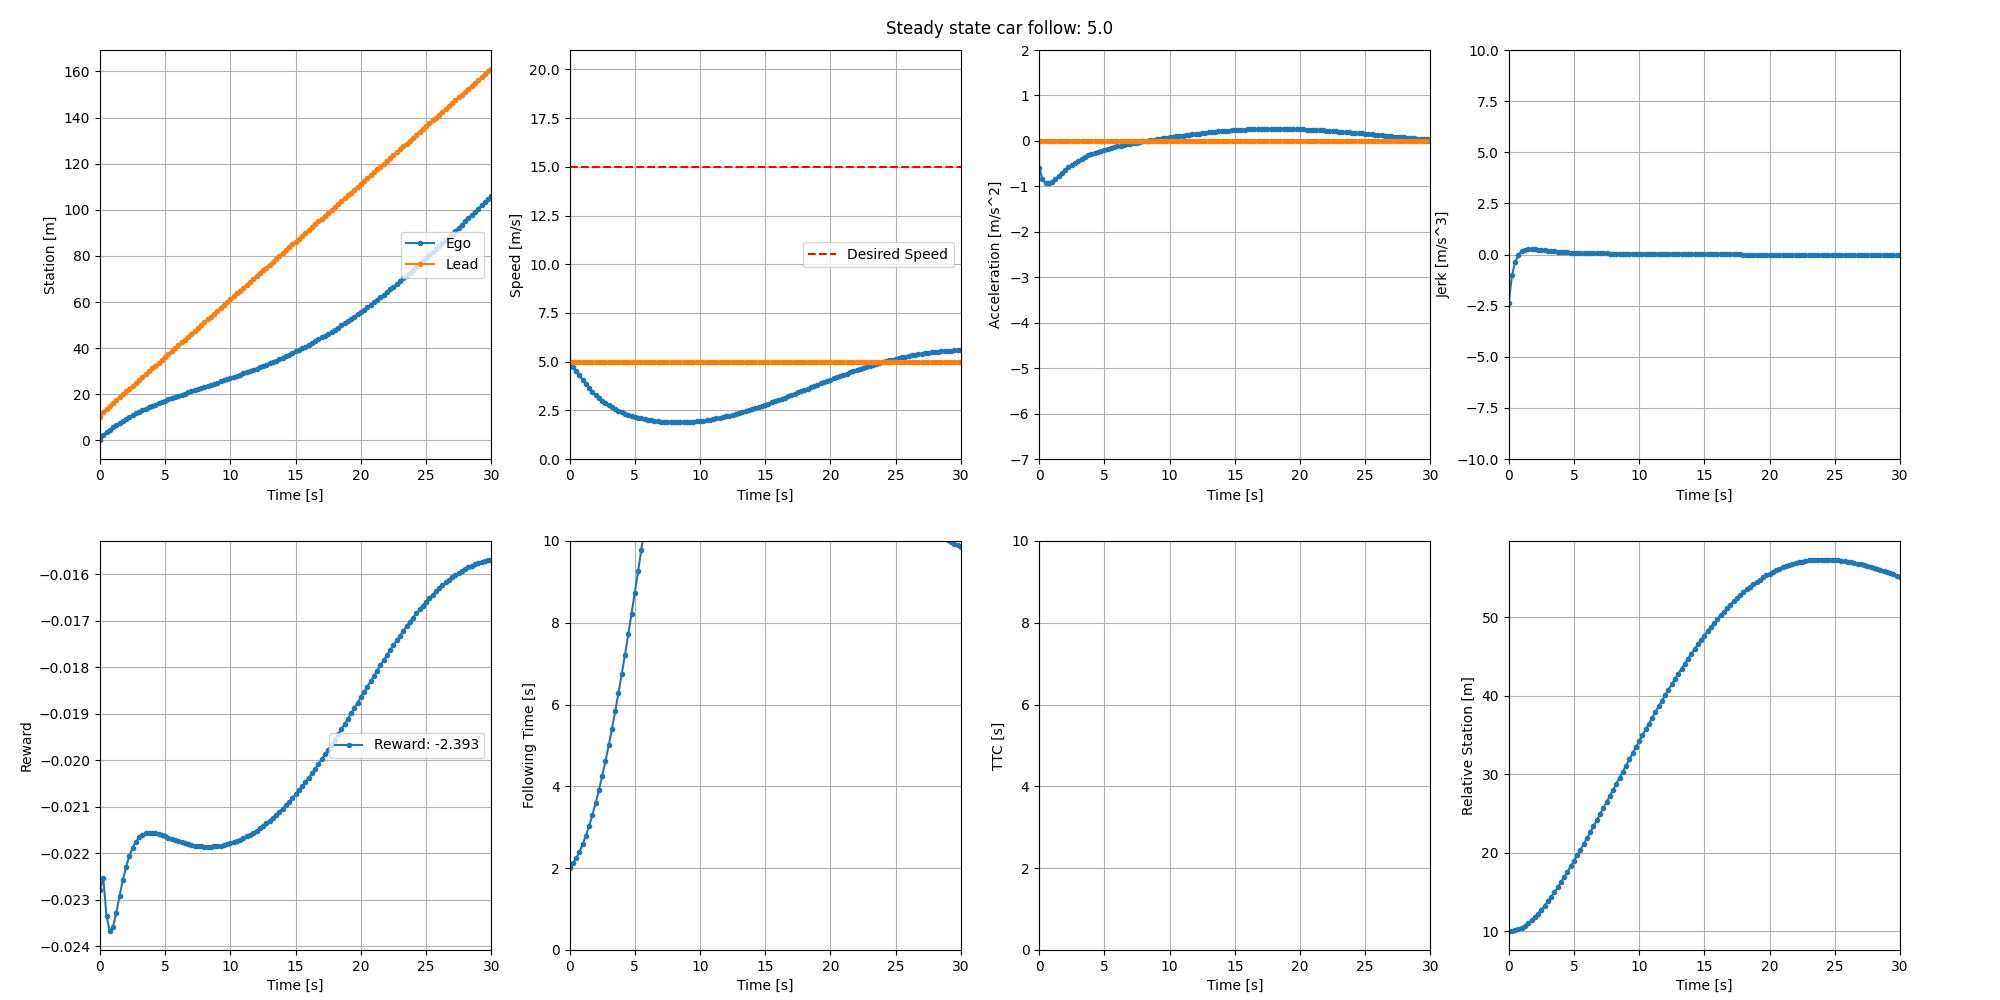 Steady state car follow: 5.0
Station [m]
160
140
120
100
80
60
40
20
0
Ego
Lead
0 5 10 15 20 25 30
Time [s]
Speed [m/s]
20.0
17.5
15.0
12.5
10.0
7.5
5.0
2.5
0.0
Desired Speed
0 5 10 15 20 25 30
Time [s]
Acceleration [m/s^2]
2
1
0
−1
−2
−3
−4
−5
−6
−7
0 5 10 15 20 25 30
Time [s]
Jerk [m/s^3]
10.0
7.5
5.0
2.5
0.0
−2.5
−5.0
−7.5
−10.0
0 5 10 15 20 25 30
Time [s]
Reward
−0.016
−0.017
−0.018
−0.019
−0.020
−0.021
−0.022
−0.023
−0.024
Reward: -2.393
0 5 10 15 20 25 30
Time [s]
Following Time [s]
10
8
6
4
2
0
0 5 10 15 20 25 30
Time [s]
TTC [s]
10
8
6
4
2
0
0 5 10 15 20 25 30
Time [s]
Relative Station [m]
50
40
30
20
10
0 5 10 15 20 25 30
Time [s]